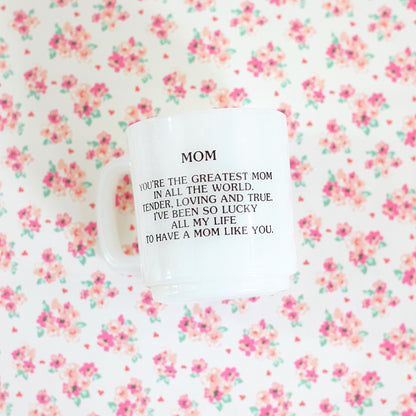 MOM
YOU'RE THE GREATEST MOM
IN ALL THE WORLD.
TENDER, LOVING AND TRUE.
I'VE BEEN SO LUCKY
ALL MY LIFE
TO HAVE A MOM LIKE YOU.